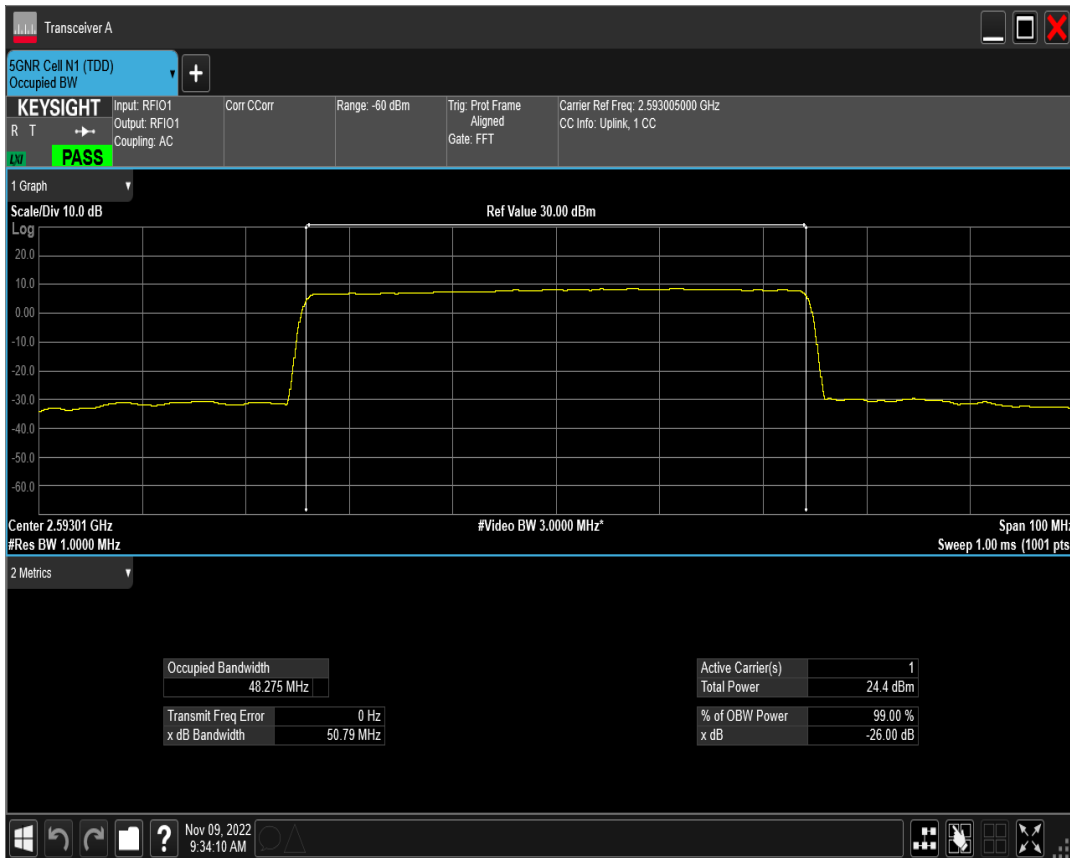 Transceiver A
5GNR Cell N1 (TDD)
Occupied BW
+
KEYSIGHT
R T
LXI
PASS
Input: RFIO1
Output: RFIO1
Coupling: AC
Corr CCorr
Range: -60 dBm
Trig: Prot Frame
Aligned
Gate: FFT
Carrier Ref Freq: 2.593005000 GHz
CC Info: Uplink, 1 CC
1 Graph
Scale/Div 10.0 dB
Ref Value 30.00 dBm
Log
20.0
10.0
0.00
-10.0
-20.0
-30.0
-40.0
-50.0
-60.0
Center 2.59301 GHz
#Video BW 3.0000 MHz*
Span 100 MHz
#Res BW 1.0000 MHz
Sweep 1.00 ms (1001 pts
2 Metrics
Occupied Bandwidth
48.275 MHz
Transmit Freq Error 0 Hz
x dB Bandwidth 50.79 MHz
Active Carrier(s) 1
Total Power 24.4 dBm
% of OBW Power 99.00 %
x dB -26.00 dB
?
Nov 09, 2022
9:34:10 AM